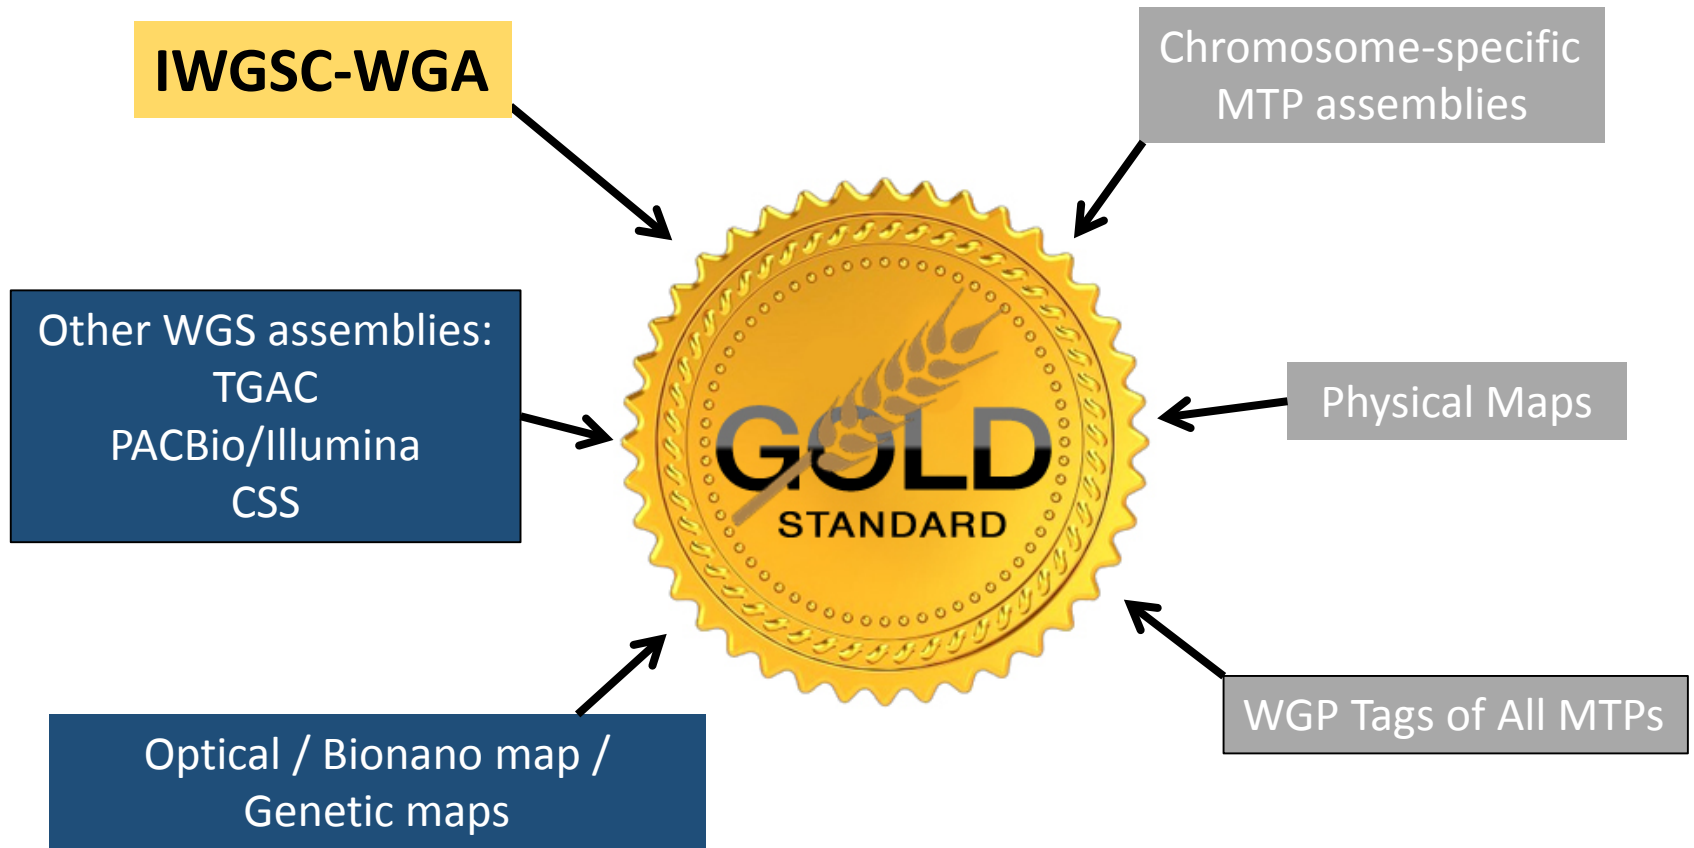 IWGSC-WGA
Chromosome-specific
MTP assemblies
Other WGS assemblies:
TGAC
PACBio/Illumina
CSS
GOLD
STANDARD
Physical Maps
WGP Tags of All MTPs
Optical / Bionano map /
Genetic maps